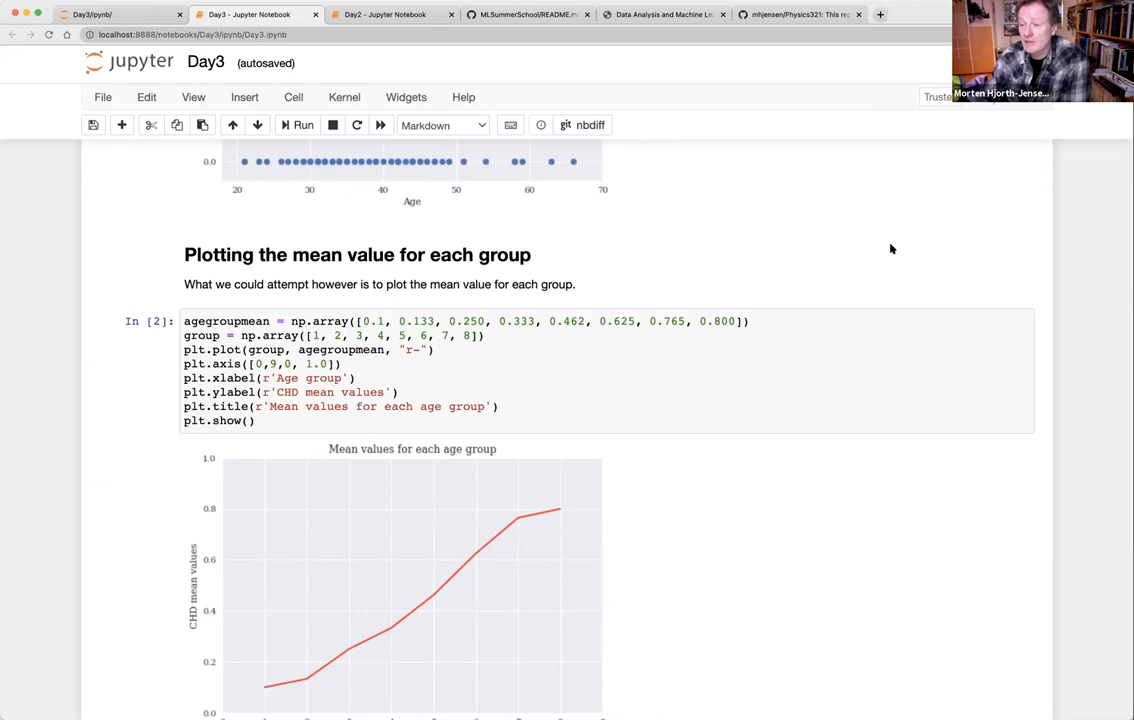 Day3/ipynb/
Day3 - Jupyter Notebook
Day2 - Jupyter Notebook
MLSummerSchool/README.m
Data Analysis and Machine Le
mhjensen/Physics321: This re
localhost:8888/notebooks/Day3/ipynb/Day3.ipynb
Morten Hjorth-Jense...
jupyter Day3 (autosaved)
File Edit View Insert Cell Kernel Widgets Help
Truste
Run
Markdown
git nbdiff
0.0
20 30 40 50 60 70
Age
Plotting the mean value for each group
What we could attempt however is to plot the mean value for each group.
In [2]:
agegroupmean = np.array([0.1, 0.133, 0.250, 0.333, 0.462, 0.625, 0.765, 0.800])
group = np.array([1, 2, 3, 4, 5, 6, 7, 8])
plt.plot(group, agegroupmean, "r-")
plt.axis([0,9,0, 1.0])
plt.xlabel(r'Age group')
plt.ylabel(r'CHD mean values')
plt.title(r'Mean values for each age group')
plt.show()
Mean values for each age group
1.0
0.8
0.6
0.4
0.2
0.0
CHD mean values